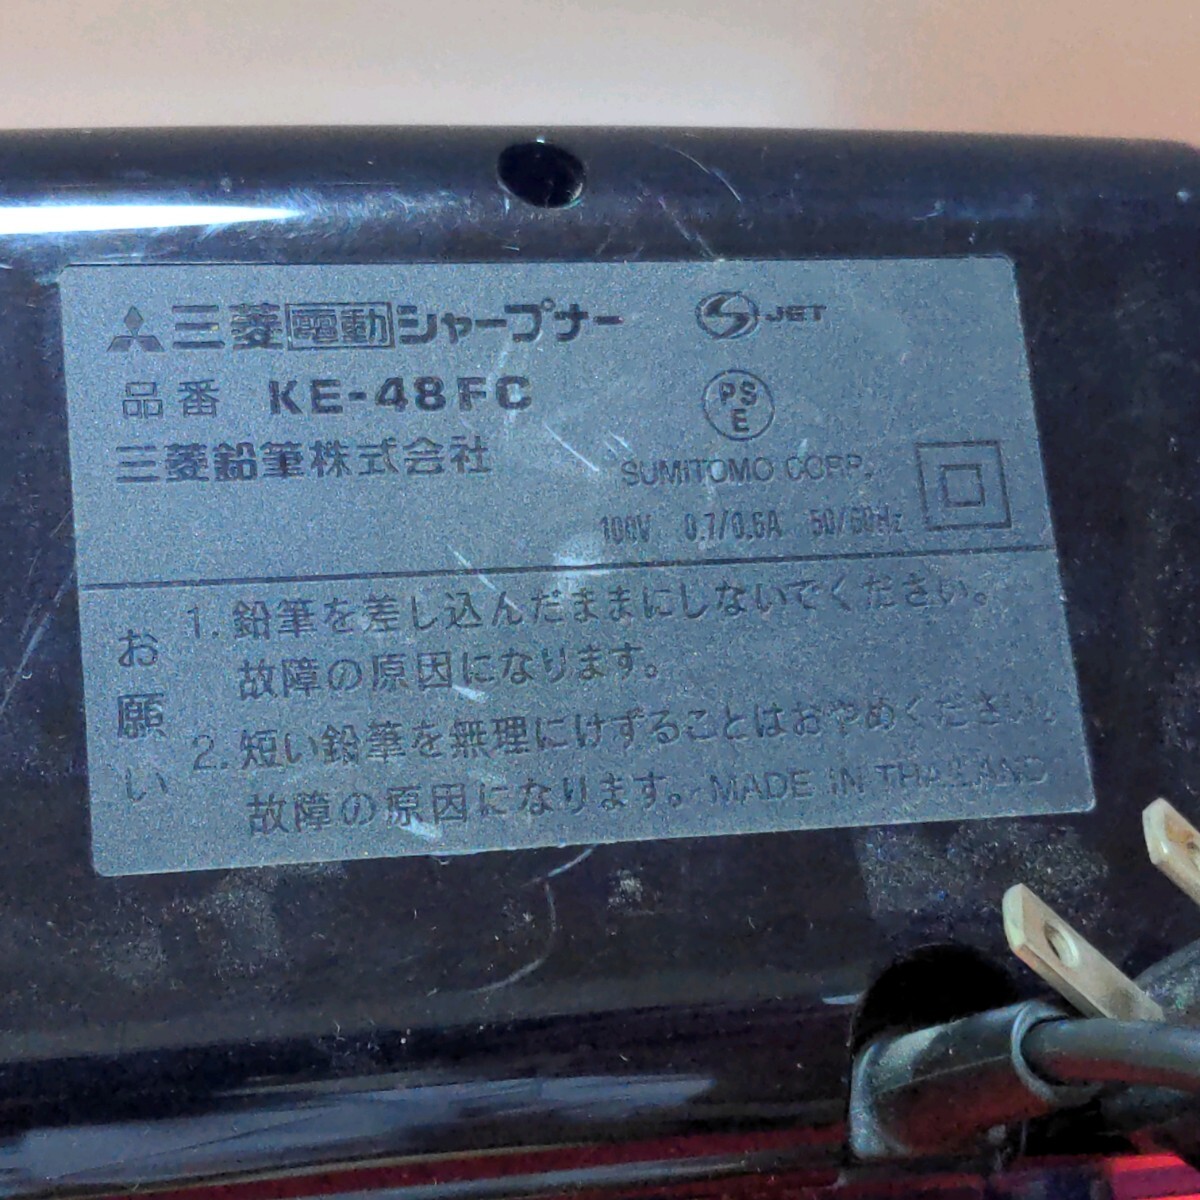 三菱電動シャープナー
S JET
品番 KE-48FC
PS
E
三菱鉛筆株式会社
SUMITOMO CORP.
100V 0.7/0.6A 50/60Hz
お願い
1. 鉛筆を差し込んだままにしないでください。
故障の原因になります。
2. 短い鉛筆を無理にけずることはおやめください。
故障の原因になります。 MADE IN THAILAND